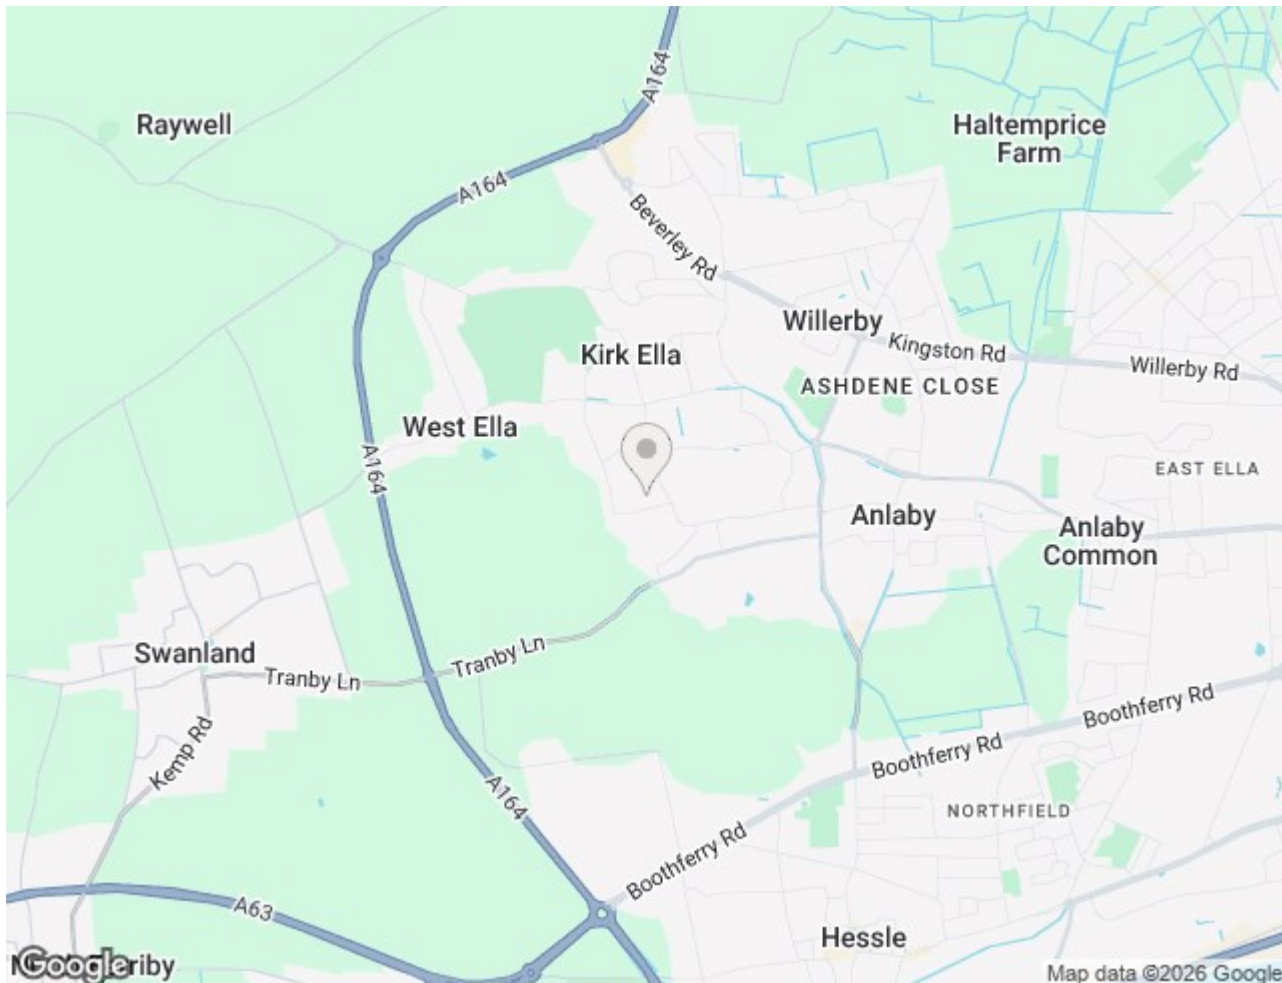 A164
Raywell
Haltemprice
Farm
A164
Beverley Rd
Willerby
Kingston Rd
Kirk Ella
Willerby Rd
ASHDENE CLOSE
West Ella
A164
EAST ELLA
Anlaby
Anlaby
Common
Swanland
Tranby Ln
Tranby Ln
Boothferry Rd
Kemp Rd
Boothferry Rd
A164
NORTHFIELD
Boothferry Rd
A63
Hessle
Google
Map data ©2026 Google